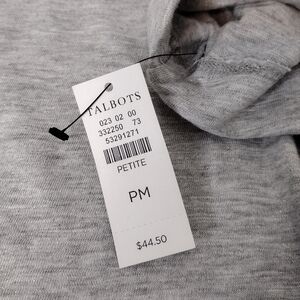 TALBOTS
023 02 00
332250 73
53291271
PETITE
PM
$44.50